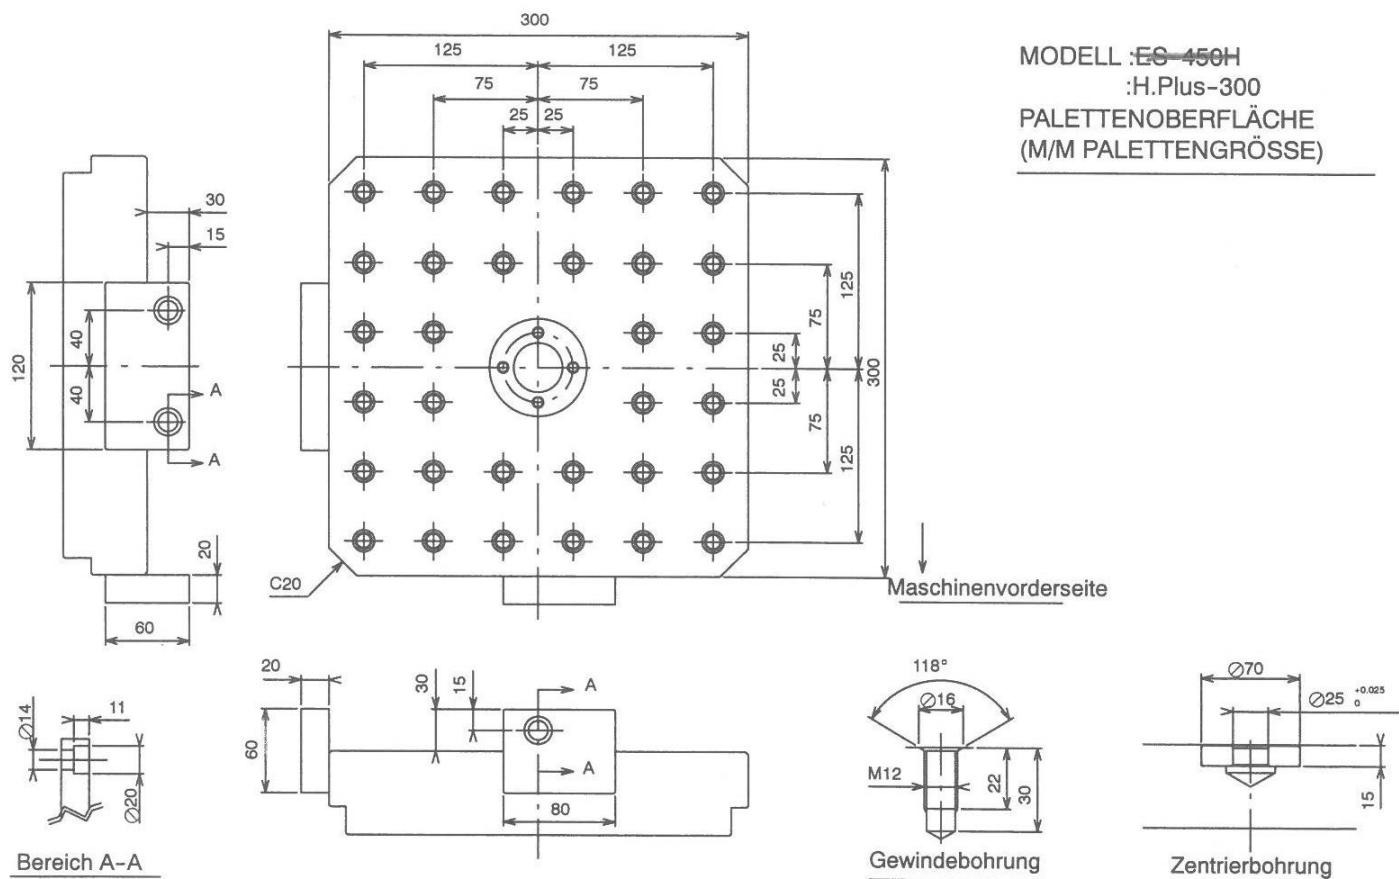 300
125 125
75 75
25 25
MODELL :ES-450H
:H.Plus-300
PALETTENOBERFLÄCHE
(M/M PALETTENGRÖSSE)
30
15
120
40
40
A
A
20
60
125
75
25
300
25
75
125
C20
Maschinenvorderseite
Ø14
11
Ø20
Bereich A-A
20
60
30
15
A
A
80
118°
Ø16
M12
22
30
Gewindebohrung
Ø70
Ø25 +0.025
0
15
Zentrierbohrung